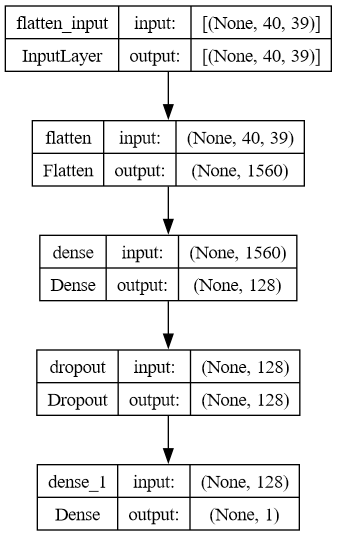 flatten_input input: [(None, 40, 39)]
InputLayer output: [(None, 40, 39)]
flatten input: (None, 40, 39)
Flatten output: (None, 1560)
dense input: (None, 1560)
Dense output: (None, 128)
dropout input: (None, 128)
Dropout output: (None, 128)
dense_1 input: (None, 128)
Dense output: (None, 1)